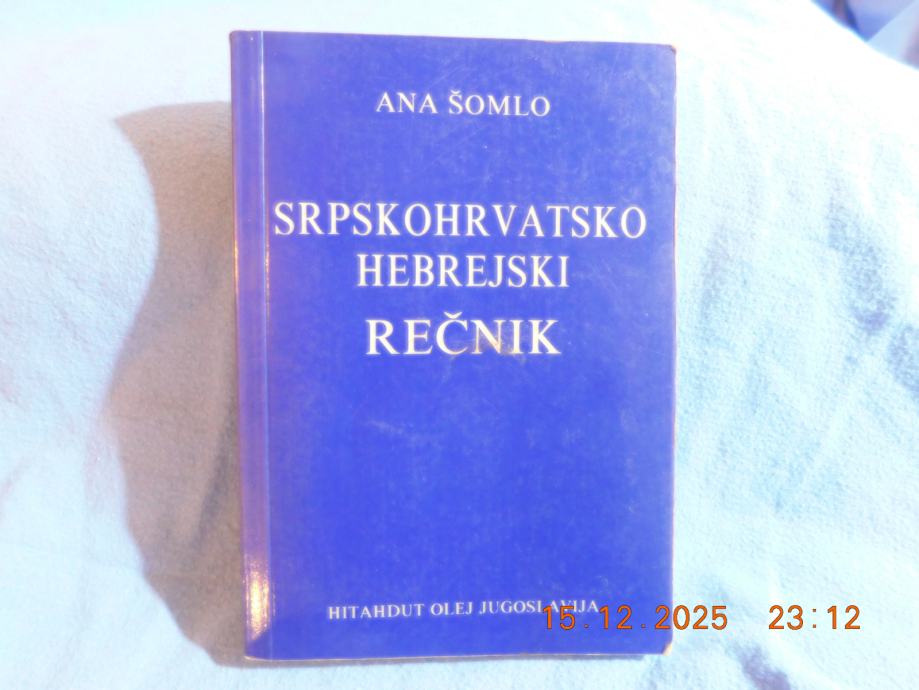 ANA ŠOMLO
SRPSKOHRVATSKO
HEBREJSKI
REČNIK
HITAHDUT OLEJ JUGOSLAVIJA
15.12.2025 23:12